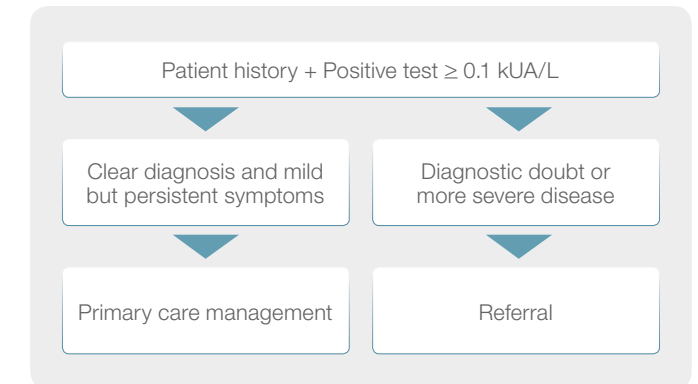 Patient history + Positive test ≥ 0.1 kUA/L
Clear diagnosis and mild
but persistent symptoms
Diagnostic doubt or
more severe disease
Primary care management
Referral